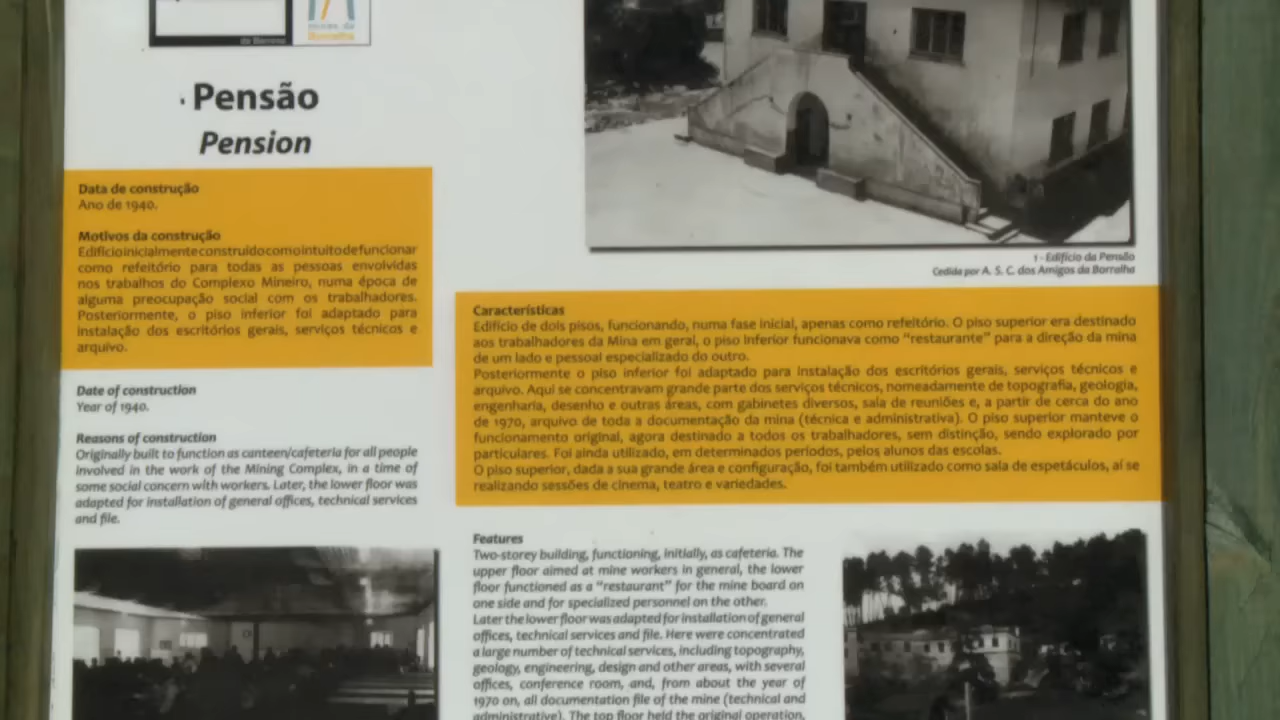 da Borralha
minas da
Borralha
Pensão
Pension
Data de construção
Ano de 1940.
Motivos da construção
Edifício inicialmente construído com o intuito de funcionar
como refeitório para todas as pessoas envolvidas
nos trabalhos do Complexo Mineiro, numa época de
alguma preocupação social com os trabalhadores.
Posteriormente, o piso inferior foi adaptado para
instalação dos escritórios gerais, serviços técnicos e
arquivo.
Date of construction
Year of 1940.
Reasons of construction
Originally built to function as canteen/cafeteria for all people
involved in the work of the Mining Complex, in a time of
some social concern with workers. Later, the lower floor was
adapted for installation of general offices, technical services
and file.
1 - Edifício da Pensão
Cedida por A. S. C. dos Amigos da Borralha
Características
Edifício de dois pisos, funcionando, numa fase inicial, apenas como refeitório. O piso superior era destinado
aos trabalhadores da Mina em geral, o piso inferior funcionava como "restaurante" para a direção da mina
de um lado e pessoal especializado do outro.
Posteriormente o piso inferior foi adaptado para instalação dos escritórios gerais, serviços técnicos e
arquivo. Aqui se concentravam grande parte dos serviços técnicos, nomeadamente de topografia, geologia,
engenharia, desenho e outras áreas, com gabinetes diversos, sala de reuniões e, a partir de cerca do ano
de 1970, arquivo de toda a documentação da mina (técnica e administrativa). O piso superior manteve o
funcionamento original, agora destinado a todos os trabalhadores, sem distinção, sendo explorado por
particulares. Foi ainda utilizado, em determinados períodos, pelos alunos das escolas.
O piso superior, dada a sua grande área e configuração, foi também utilizado como sala de espetáculos, aí se
realizando sessões de cinema, teatro e variedades.
Features
Two-storey building, functioning, initially, as cafeteria. The
upper floor aimed at mine workers in general, the lower
floor functioned as a "restaurant" for the mine board on
one side and for specialized personnel on the other.
Later the lower floor was adapted for installation of general
offices, technical services and file. Here were concentrated
a large number of technical services, including topography,
geology, engineering, design and other areas, with several
offices, conference room, and, from about the year of
1970 on, all documentation file of the mine (technical and
administrative). The top floor held the original operation,